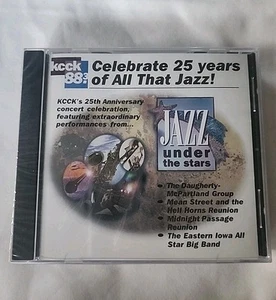 kcck
88.3
Celebrate 25 years
of All That Jazz!
KCCK's 25th Anniversary
concert celebration,
featuring extraordinary
performances from...
JAZZ
under
the stars
The Daugherty-
McPartland Group
Mean Street and the
Hell Horns Reunion
Midnight Passage
Reunion
The Eastern Iowa All
Star Big Band